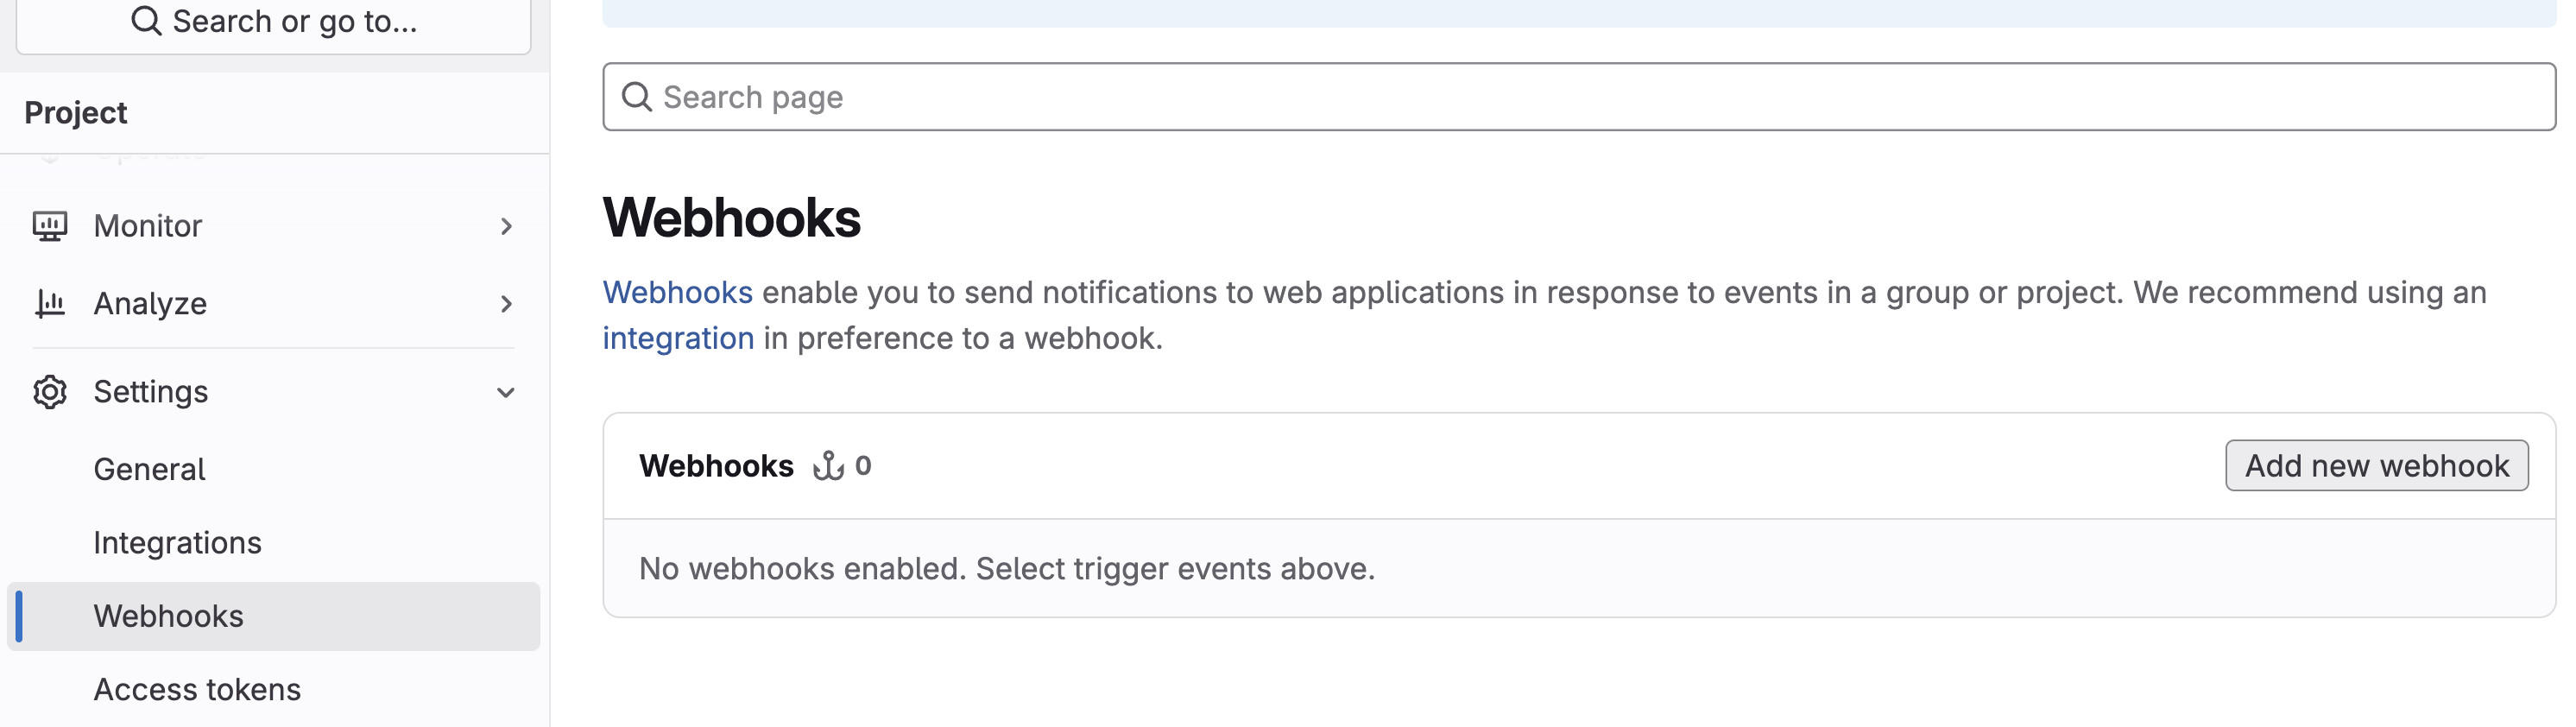 Search or go to...
Project
Monitor
Analyze
Settings
General
Integrations
Webhooks
Access tokens
Search page
Webhooks
Webhooks enable you to send notifications to web applications in response to events in a group or project. We recommend using an
integration in preference to a webhook.
Webhooks 0
Add new webhook
No webhooks enabled. Select trigger events above.